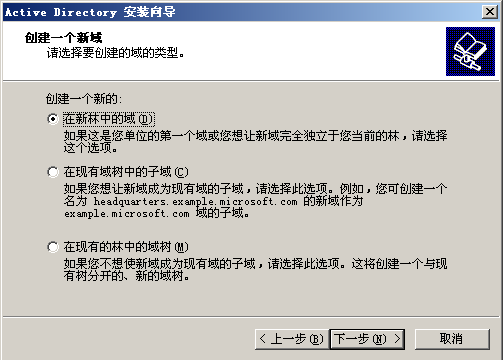 Active Directory 安装向导
创建一个新域
请选择要创建的域的类型。
创建一个新的:
在新林中的域(D)
如果这是您单位的第一个域或您想让新域完全独立于您当前的林，请选择
这个选项。
在现有域树中的子域(C)
如果您想让新域成为现有域的子域，请选择此选项。例如，您可创建一个
名为 headquarters.example.microsoft.com 的新域作为
example.microsoft.com 域的子域。
在现有的林中的域树(M)
如果您不想使新域成为现有域的子域，请选择此选项。这将创建一个与现
有树分开的、新的域树。
< 上一步(B) 下一步(N) > 取消